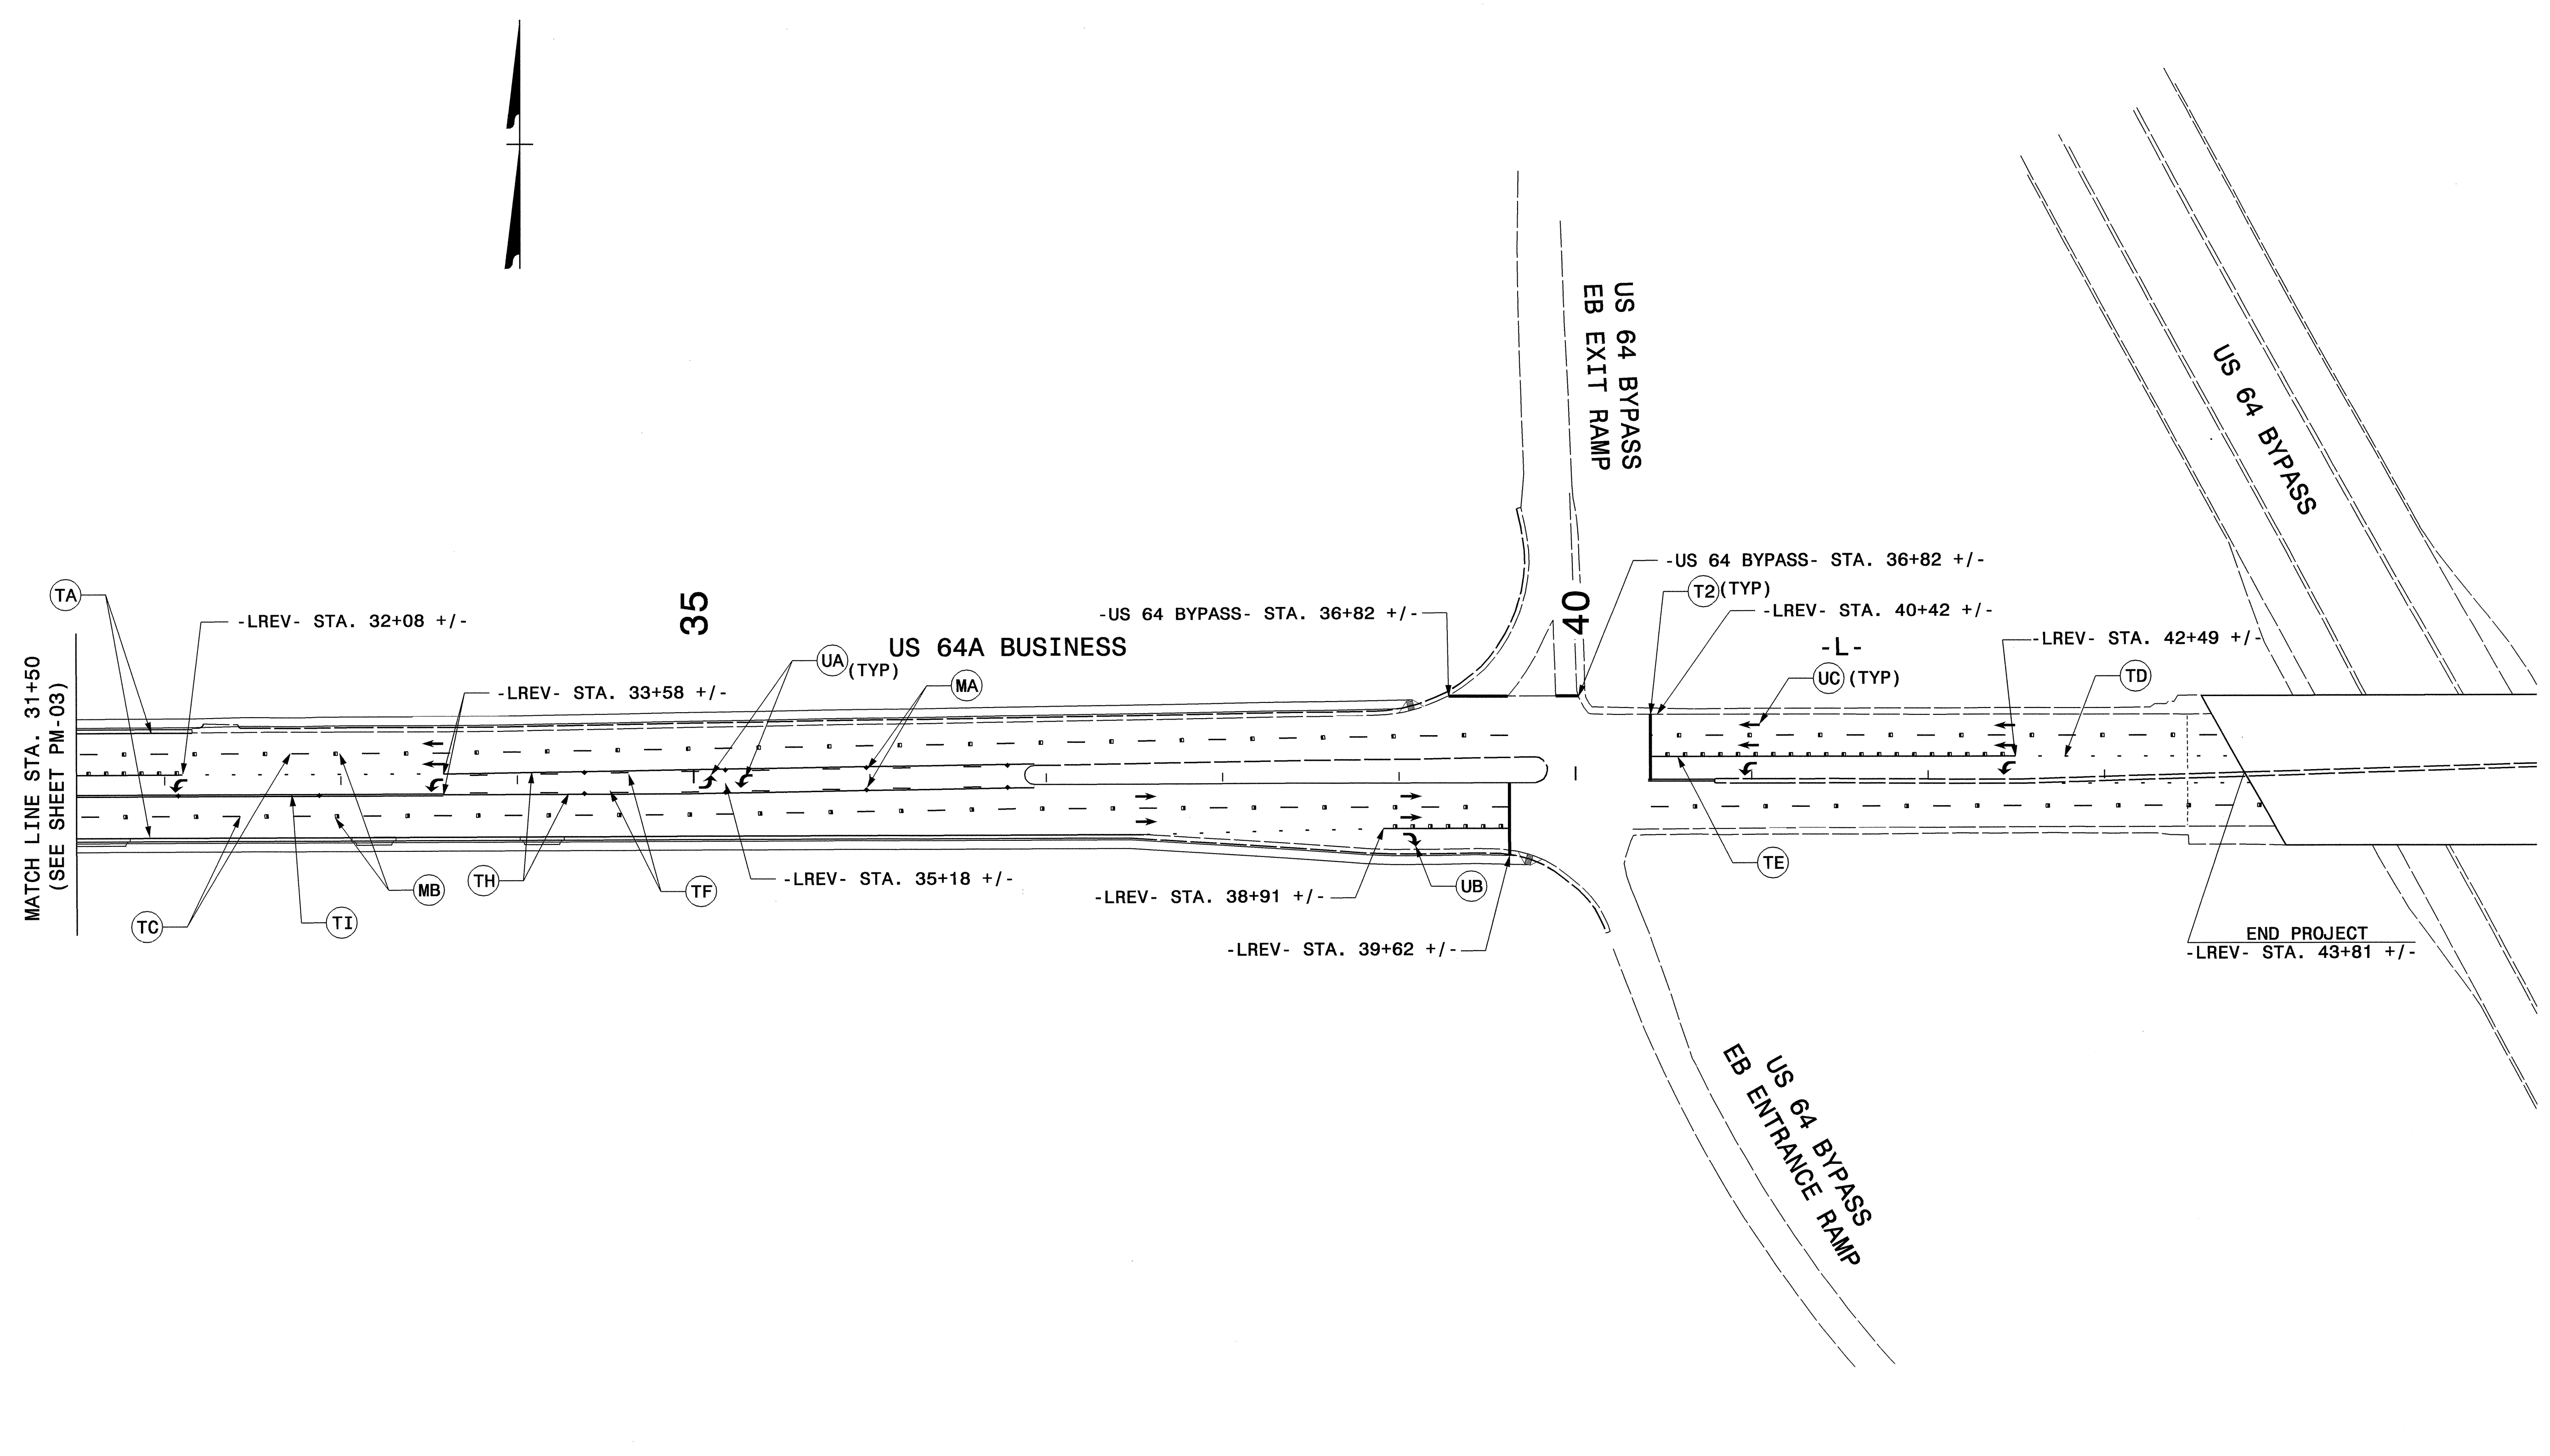 US 64 BYPASS
EB EXIT RAMP
US 64 BYPASS
-US 64 BYPASS- STA. 36+82 +/-
TA
T2 (TYP)
-LREV- STA. 32+08 +/-
35
-US 64 BYPASS- STA. 36+82 +/-
40
-LREV- STA. 40+42 +/-
US 64A BUSINESS
-L-
-LREV- STA. 42+49 +/-
UA (TYP)
MA
UC (TYP)
TD
-LREV- STA. 33+58 +/-
MATCH LINE STA. 31+50
(SEE SHEET PM-03)
TH
TF
MB
-LREV- STA. 35+18 +/-
-LREV- STA. 38+91 +/-
UB
TE
TC
TI
-LREV- STA. 39+62 +/-
END PROJECT
-LREV- STA. 43+81 +/-
US 64 BYPASS
EB ENTRANCE RAMP